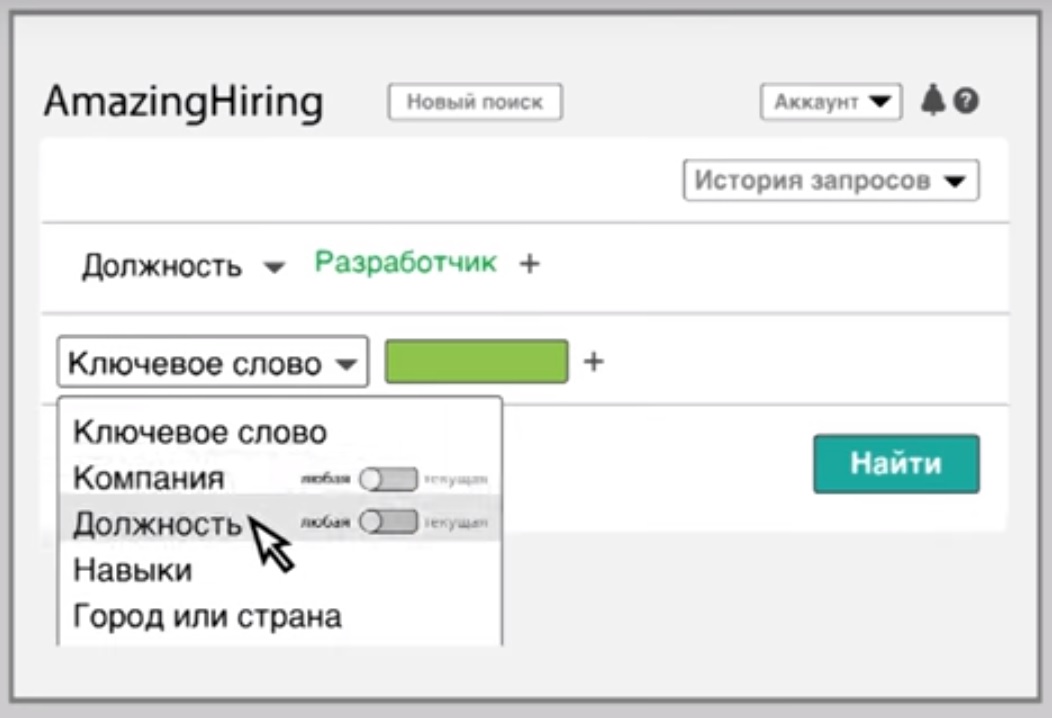 AmazingHiring Новый поиск Аккаунт ?
История запросов
Должность Разработчик +
Ключевое слово +
Ключевое слово
Компания любая текущая
Должность любая текущая
Навыки
Город или страна
Найти